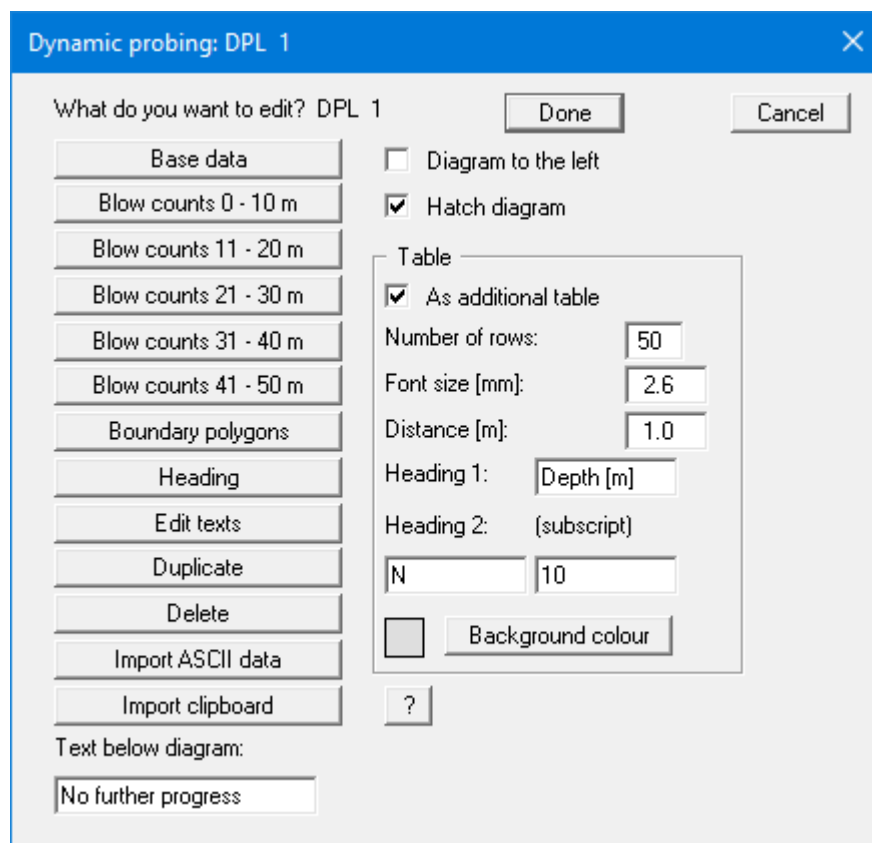 Dynamic probing: DPL 1
What do you want to edit? DPL 1
Done
Cancel
Base data
Blow counts 0 - 10 m
Blow counts 11 - 20 m
Blow counts 21 - 30 m
Blow counts 31 - 40 m
Blow counts 41 - 50 m
Boundary polygons
Heading
Edit texts
Duplicate
Delete
Import ASCII data
Import clipboard
Text below diagram:
No further progress
Diagram to the left
Hatch diagram
Table
As additional table
Number of rows: 50
Font size [mm]: 2.6
Distance [m]: 1.0
Heading 1: Depth [m]
Heading 2: (subscript)
N 10
Background colour
?